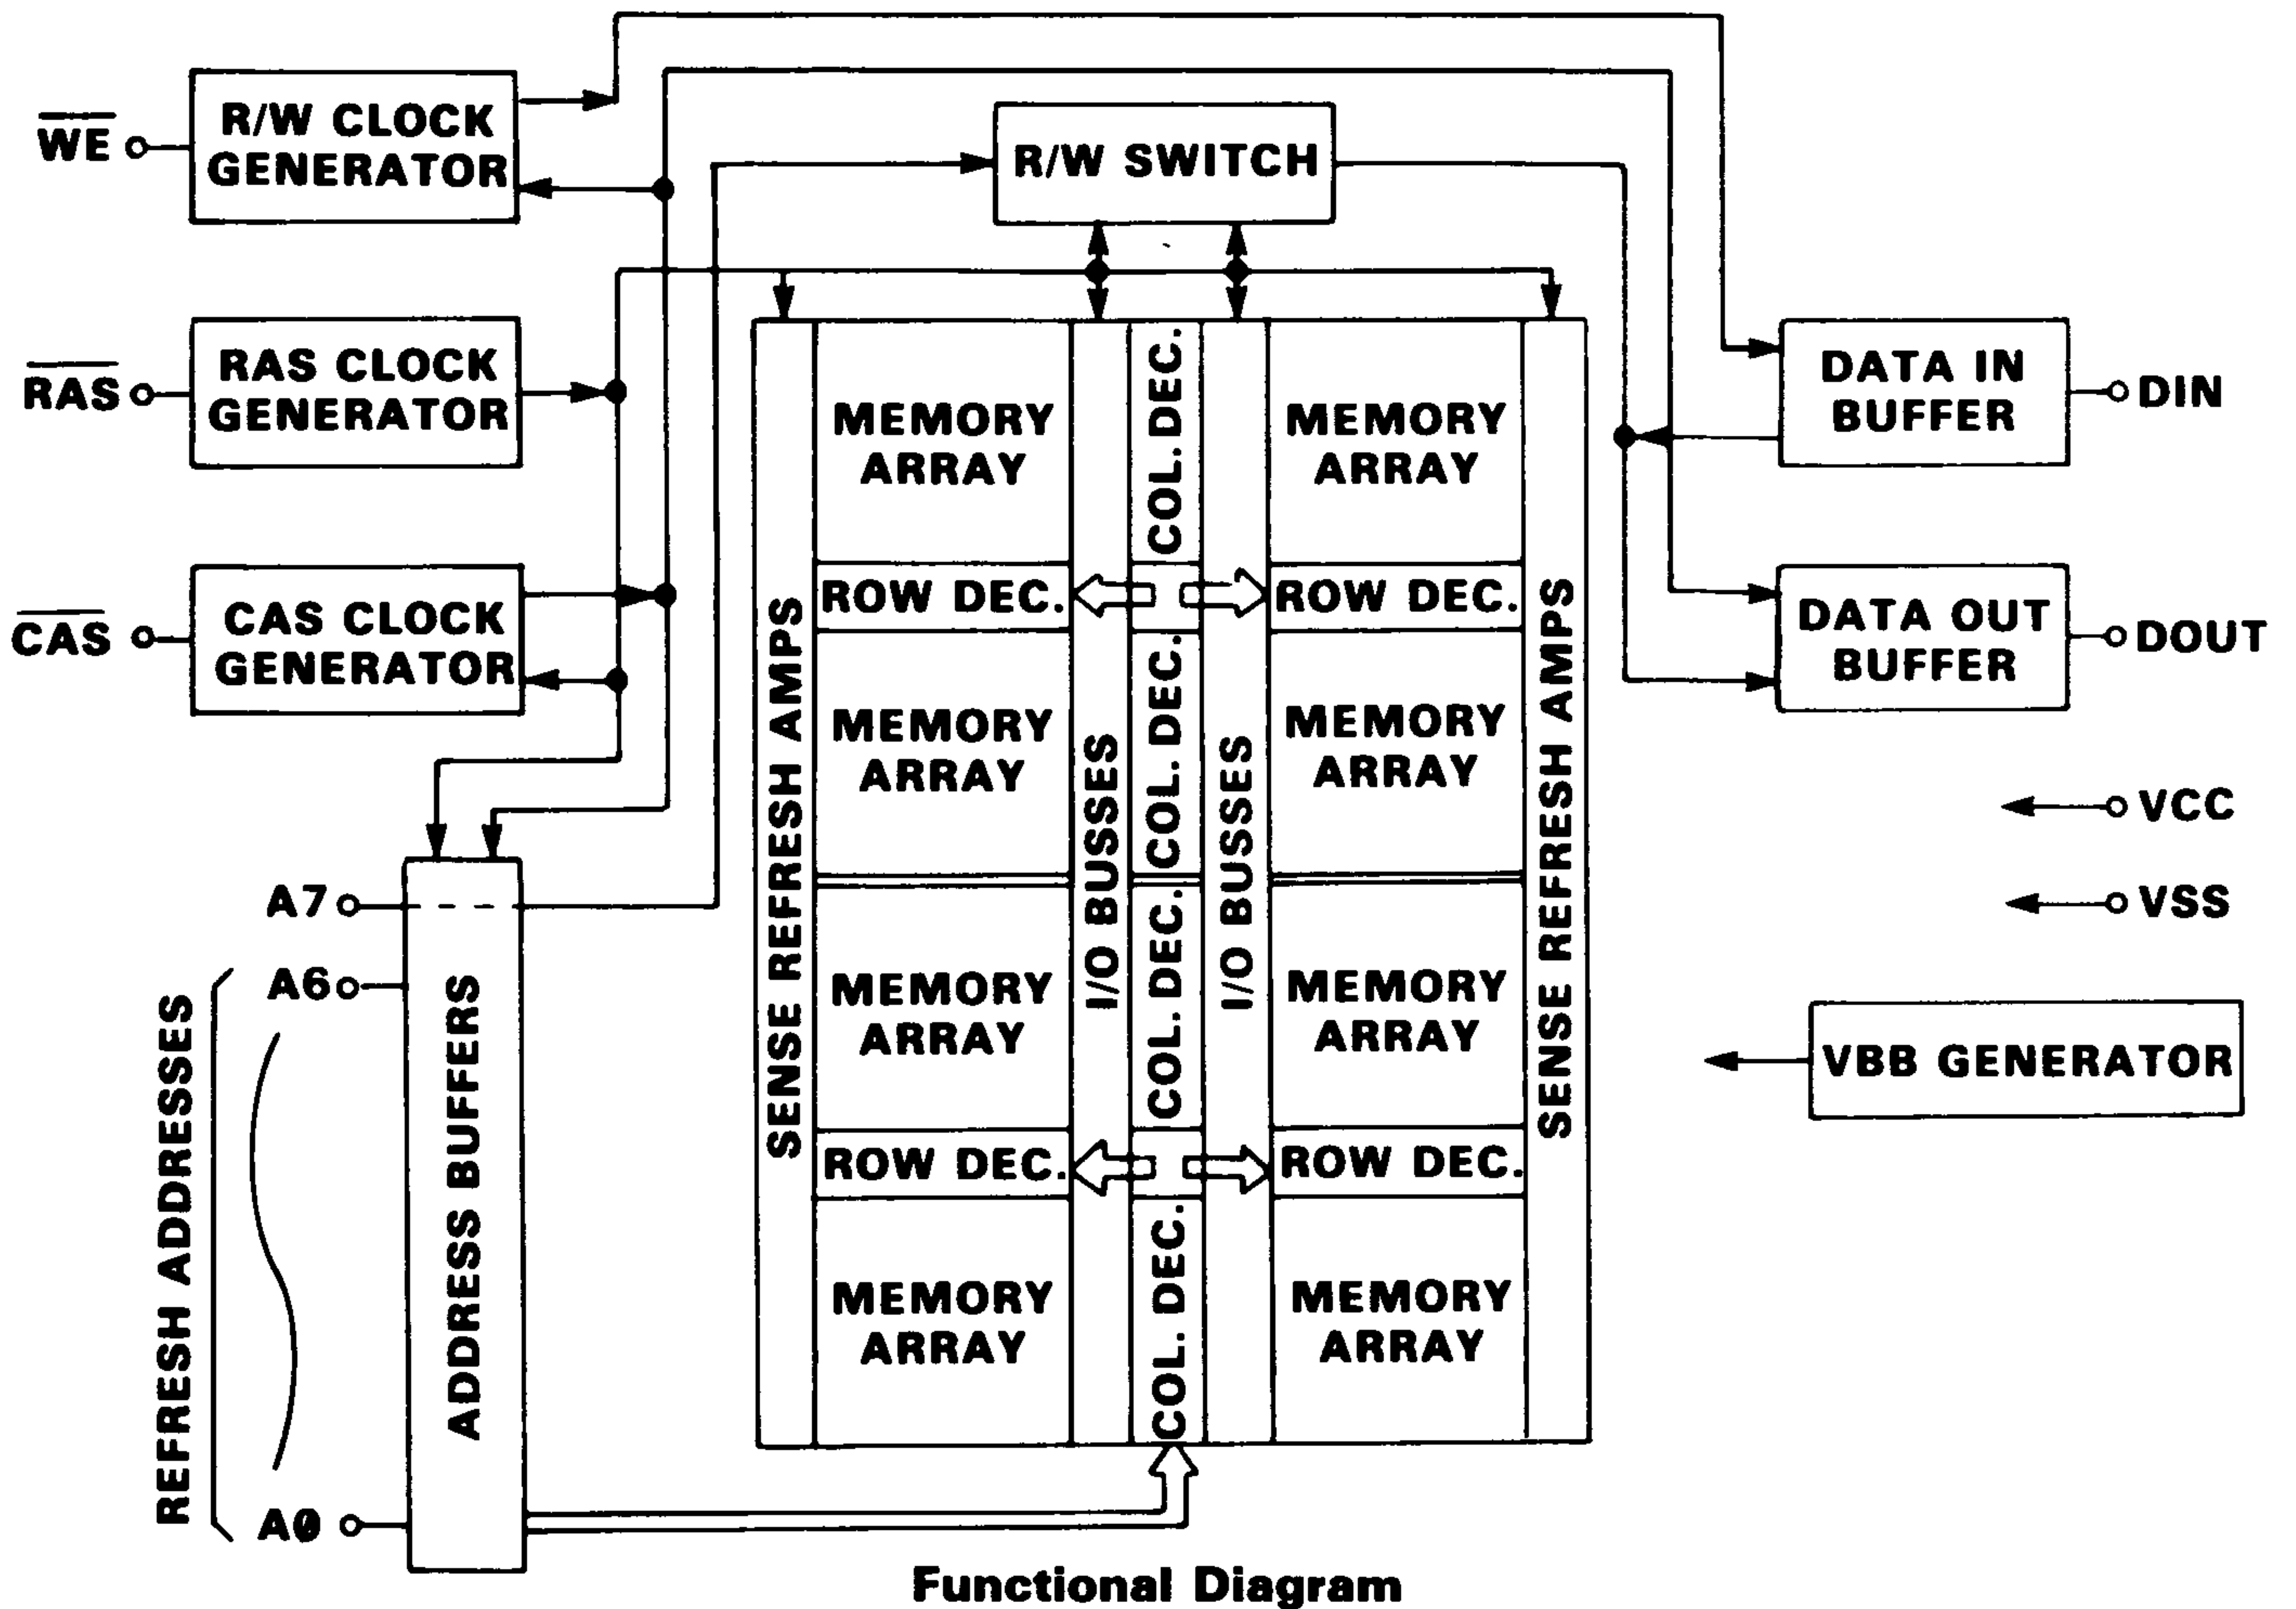 W̅E̅
R/W CLOCK
GENERATOR
R/W SWITCH
R̅A̅S̅
RAS CLOCK
GENERATOR
C̅A̅S̅
CAS CLOCK
GENERATOR
A7
A6
A0
REFRESH ADDRESSES
ADDRESS BUFFERS
SENSE REFRESH AMPS
MEMORY
ARRAY
ROW DEC.
MEMORY
ARRAY
MEMORY
ARRAY
ROW DEC.
MEMORY
ARRAY
I/O BUSSES
COL. DEC.
COL. DEC.
COL. DEC.
COL. DEC.
I/O BUSSES
MEMORY
ARRAY
ROW DEC.
MEMORY
ARRAY
MEMORY
ARRAY
ROW DEC.
MEMORY
ARRAY
SENSE REFRESH AMPS
DATA IN
BUFFER
DIN
DATA OUT
BUFFER
DOUT
VCC
VSS
VBB GENERATOR
Functional Diagram